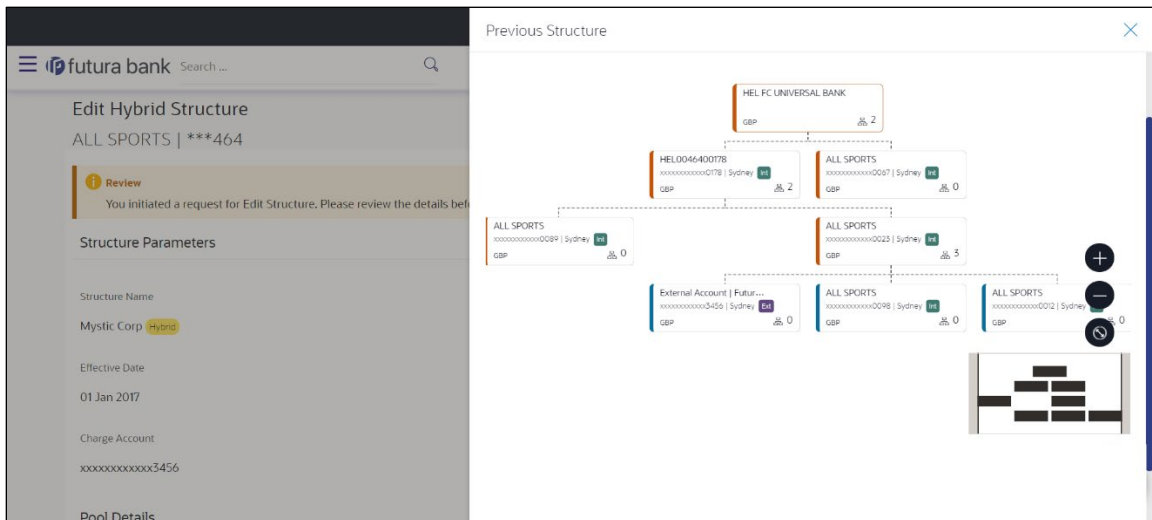 Previous Structure
futura bank Search ...
Edit Hybrid Structure
ALL SPORTS | ***464
Review
You initiated a request for Edit Structure. Please review the details bef
Structure Parameters
Structure Name
Mystic Corp Hybrid
Effective Date
01 Jan 2017
Charge Account
xxxxxxxxxxxx3456
Pool Details
HEL FC UNIVERSAL BANK
GBP 2
HEL0046400178
xxxxxxxxxxxx0178 | Sydney Int
GBP 2
ALL SPORTS
xxxxxxxxxxxx0067 | Sydney Int
GBP 0
ALL SPORTS
xxxxxxxxxxxx0089 | Sydney Int
GBP 0
ALL SPORTS
xxxxxxxxxxxx0023 | Sydney Int
GBP 3
External Account | Futur...
xxxxxxxxxxxx3456 | Sydney Ext
GBP 0
ALL SPORTS
xxxxxxxxxxxx0098 | Sydney Int
GBP 0
ALL SPORTS
xxxxxxxxxxxx0012 | Sydney
GBP 0